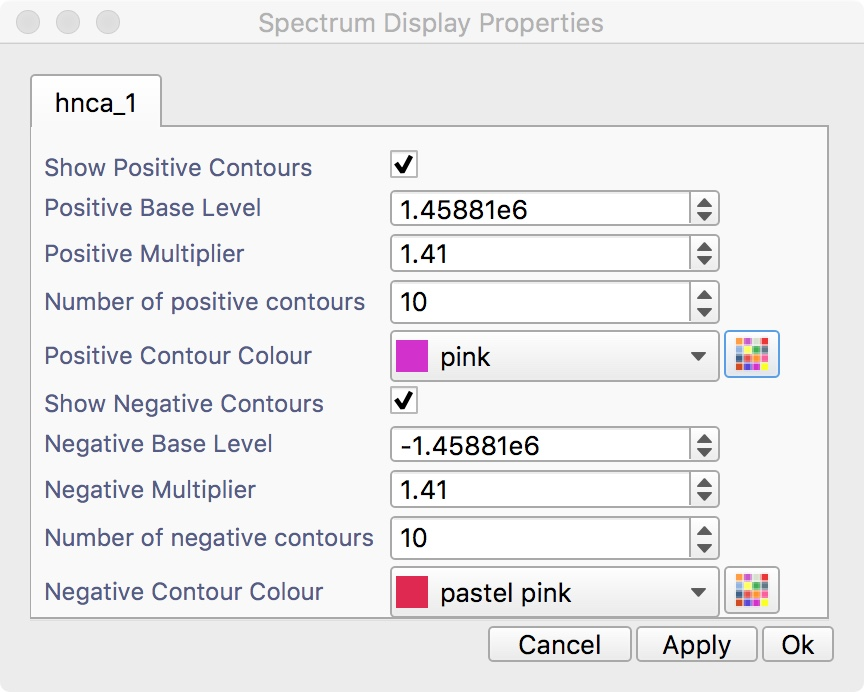 Spectrum Display Properties
hnca_1
Show Positive Contours
Positive Base Level 1.45881e6
Positive Multiplier 1.41
Number of positive contours 10
Positive Contour Colour pink
Show Negative Contours
Negative Base Level -1.45881e6
Negative Multiplier 1.41
Number of negative contours 10
Negative Contour Colour pastel pink
Cancel Apply Ok